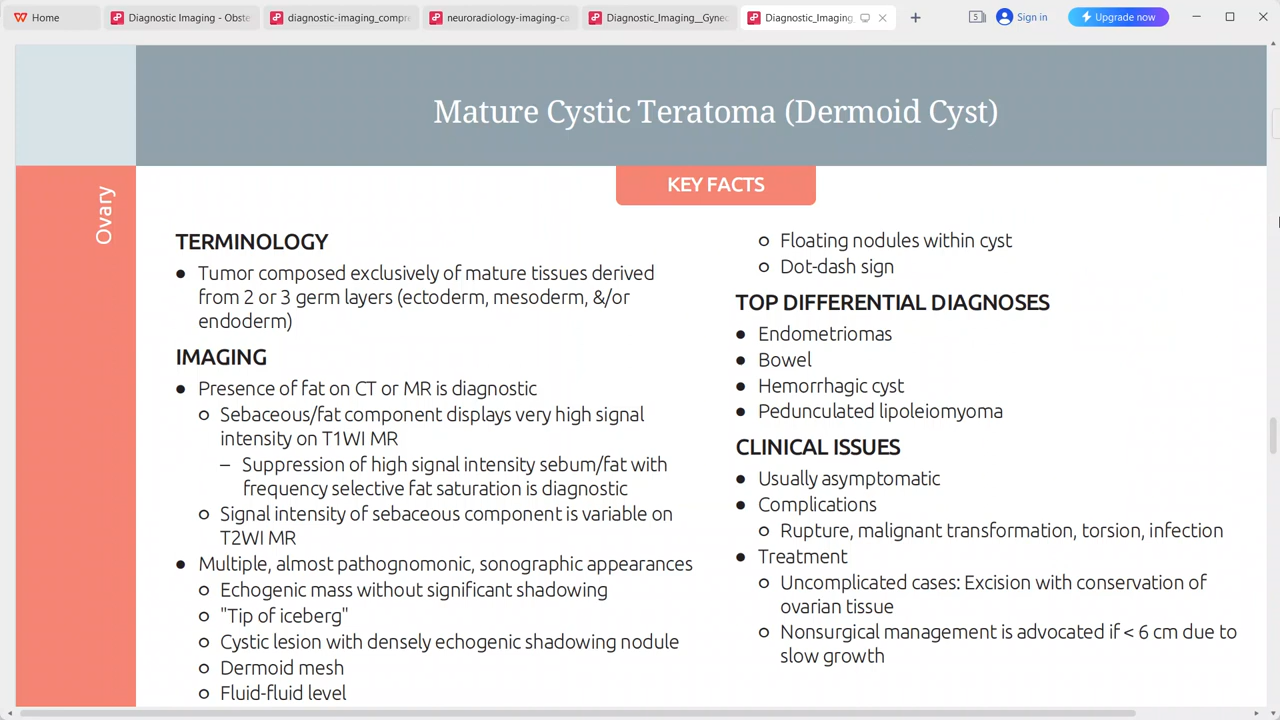 Home
Diagnostic Imaging - Obste
diagnostic-imaging_compre
neuroradiology-imaging-ca
Diagnostic_Imaging__Gynec
Diagnostic_Imaging_
5
Sign in
Upgrade now
Mature Cystic Teratoma (Dermoid Cyst)
KEY FACTS
Ovary
TERMINOLOGY
● Tumor composed exclusively of mature tissues derived
from 2 or 3 germ layers (ectoderm, mesoderm, &/or
endoderm)
IMAGING
● Presence of fat on CT or MR is diagnostic
○ Sebaceous/fat component displays very high signal
intensity on T1WI MR
– Suppression of high signal intensity sebum/fat with
frequency selective fat saturation is diagnostic
○ Signal intensity of sebaceous component is variable on
T2WI MR
● Multiple, almost pathognomonic, sonographic appearances
○ Echogenic mass without significant shadowing
○ "Tip of iceberg"
○ Cystic lesion with densely echogenic shadowing nodule
○ Dermoid mesh
○ Fluid-fluid level
○ Floating nodules within cyst
○ Dot-dash sign
TOP DIFFERENTIAL DIAGNOSES
● Endometriomas
● Bowel
● Hemorrhagic cyst
● Pedunculated lipoleiomyoma
CLINICAL ISSUES
● Usually asymptomatic
● Complications
○ Rupture, malignant transformation, torsion, infection
● Treatment
○ Uncomplicated cases: Excision with conservation of
ovarian tissue
○ Nonsurgical management is advocated if < 6 cm due to
slow growth